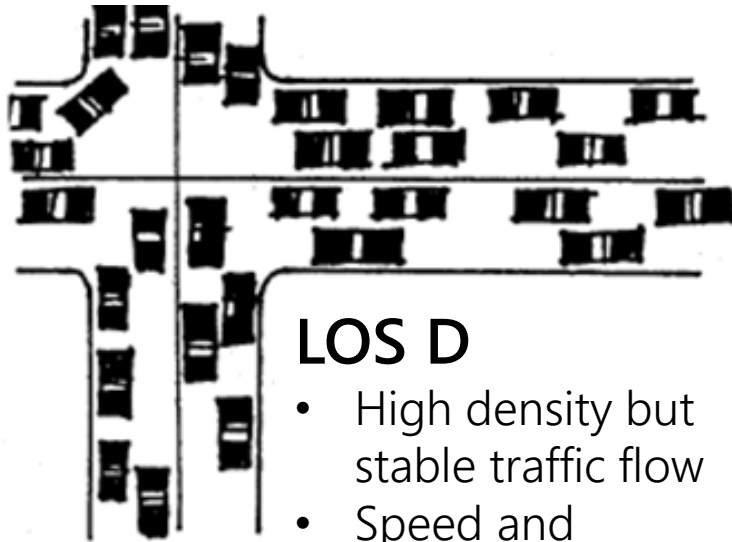 LOS D
• High density but
stable traffic flow
• Speed and